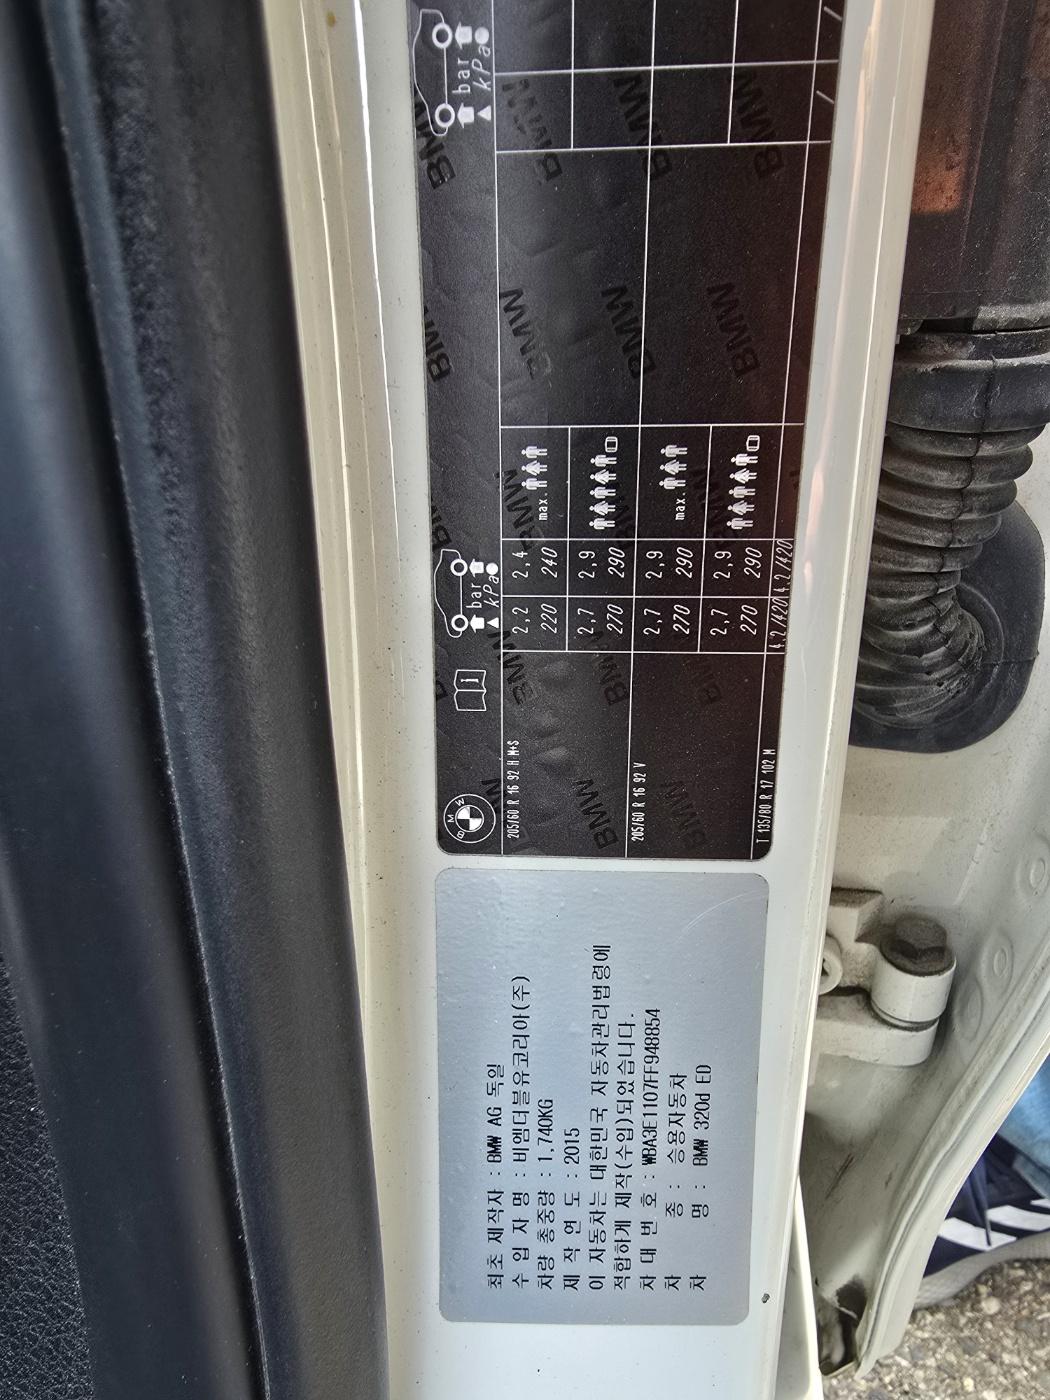 BMW
bar
kPa
bar
kPa
205/60 R 16 92 H M+S
2,2 2,4 max.
220 240
2,7 2,9
270 290
205/60 R 16 92 V
2,7 2,9 max.
270 290
2,7 2,9
270 290
T 135/80 R 17 102 M 4.2/420 4.2/420
최초 제작자 : BMW AG 독일
수 입 자 명 : 비엠더블유코리아(주)
차량 총중량 : 1,740KG
제 작 연 도 : 2015
이 자동차는 대한민국 자동차관리법령에
적합하게 제작(수입)되었습니다.
차 대 번 호 : WBA3E1107FF948854
차 종 : 승용자동차
차 명 : BMW 320d ED